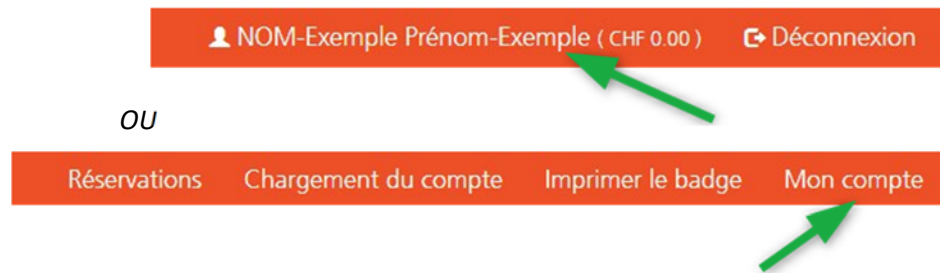 NOM-Exemple Prénom-Exemple ( CHF 0.00 ) Déconnexion
OU
Réservations Chargement du compte Imprimer le badge Mon compte